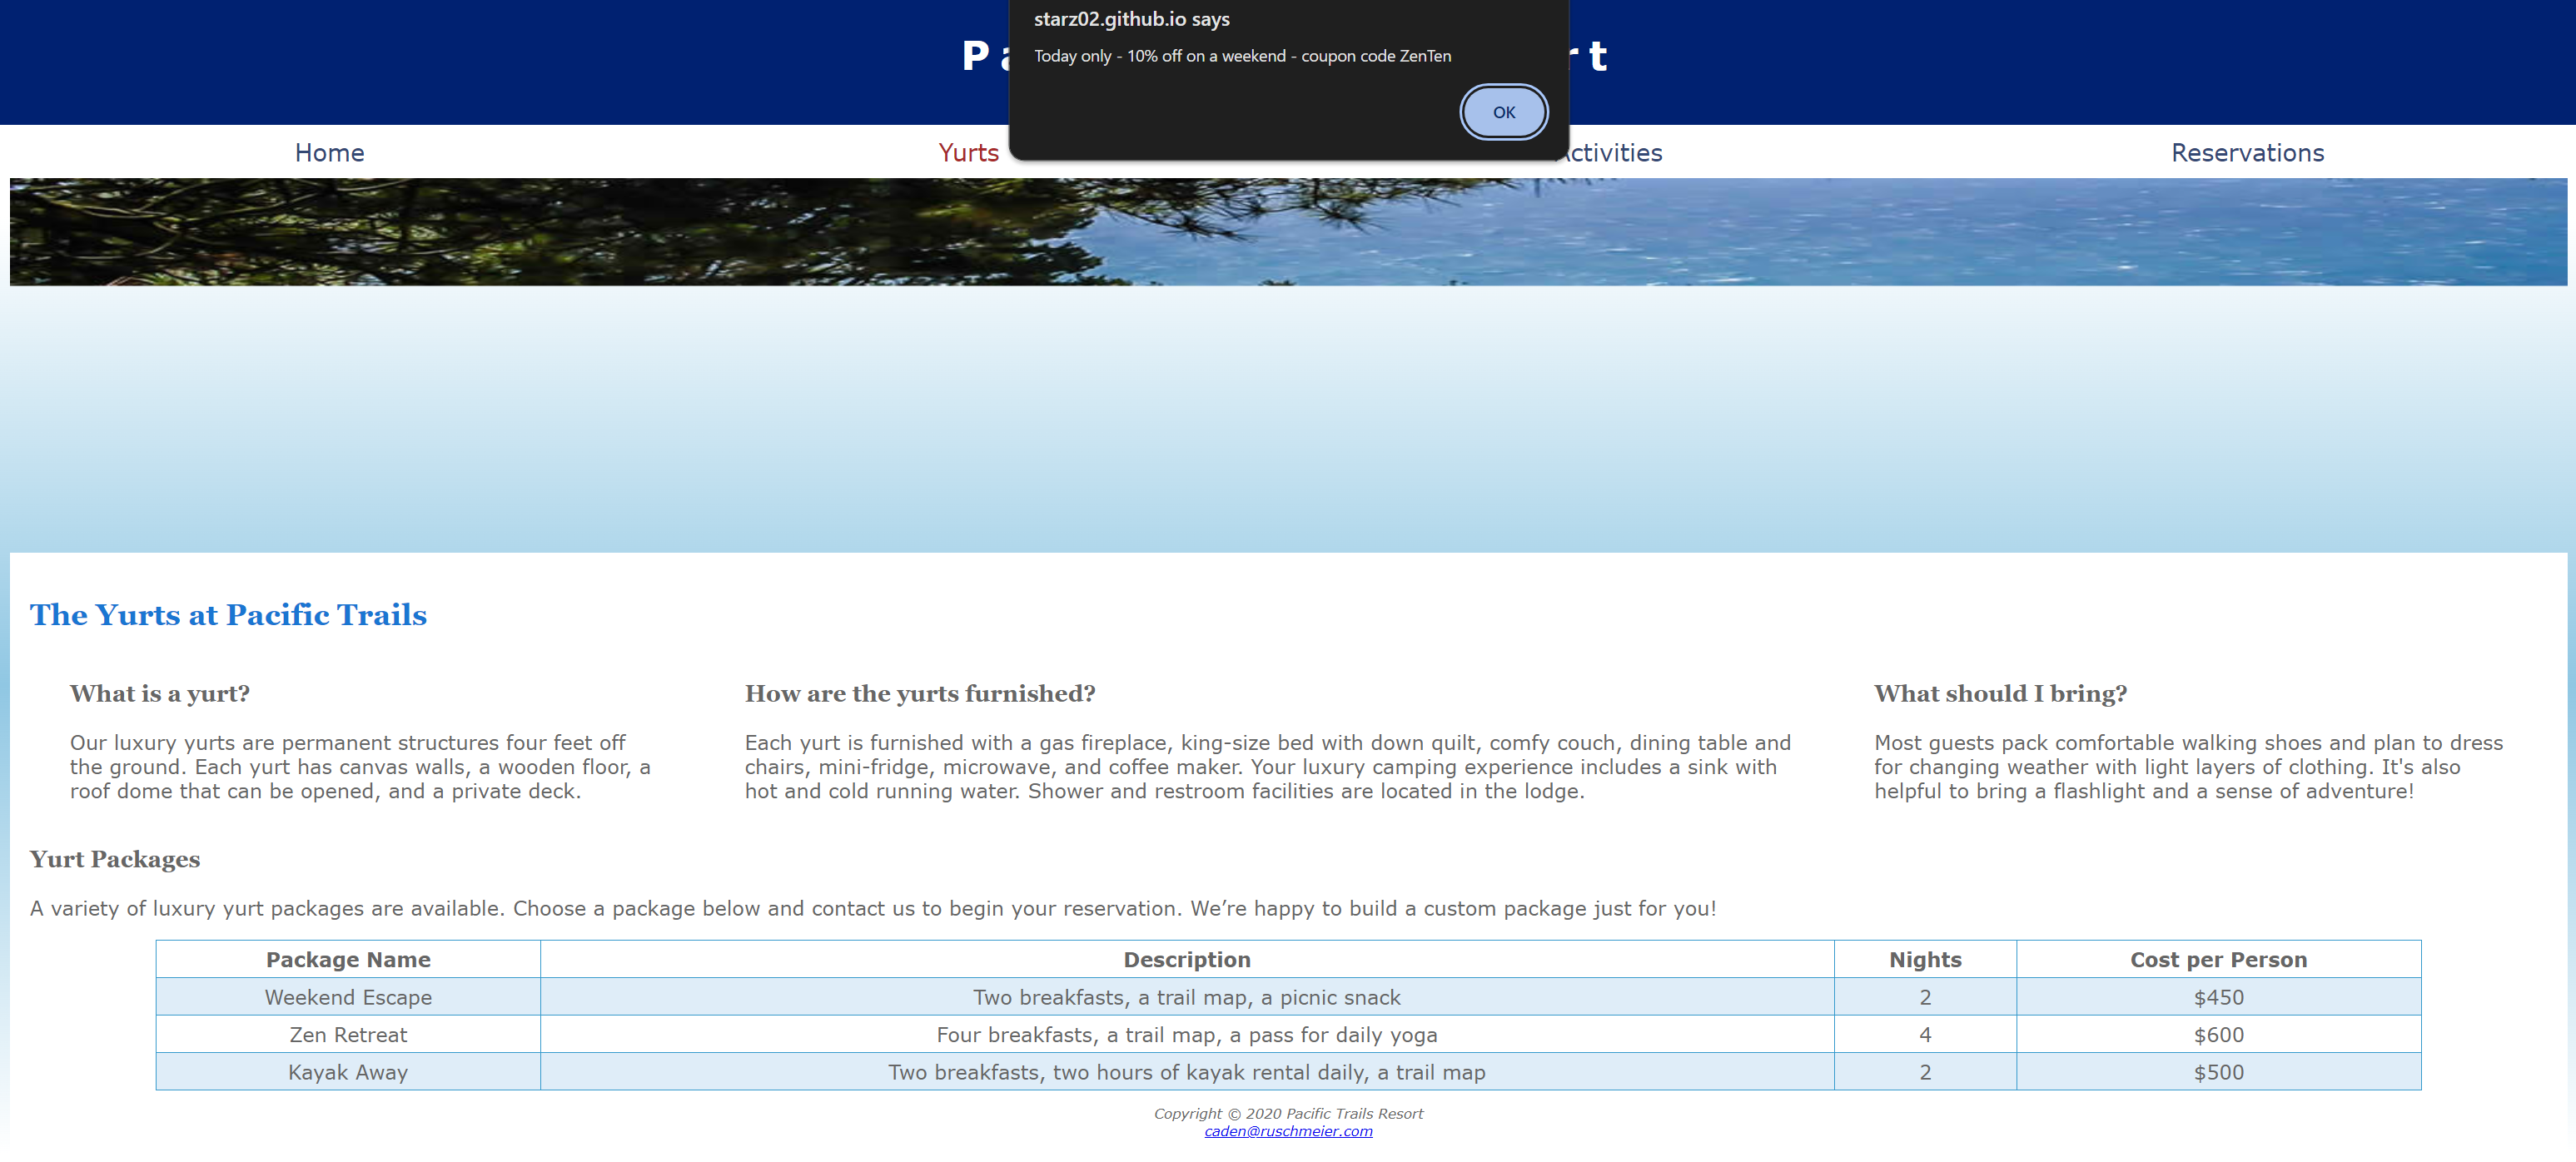 starz02.github.io says
Today only - 10% off on a weekend - coupon code ZenTen
OK
Home
Yurts
Activities
Reservations
The Yurts at Pacific Trails
What is a yurt?
Our luxury yurts are permanent structures four feet off
the ground. Each yurt has canvas walls, a wooden floor, a
roof dome that can be opened, and a private deck.
How are the yurts furnished?
Each yurt is furnished with a gas fireplace, king-size bed with down quilt, comfy couch, dining table and
chairs, mini-fridge, microwave, and coffee maker. Your luxury camping experience includes a sink with
hot and cold running water. Shower and restroom facilities are located in the lodge.
What should I bring?
Most guests pack comfortable walking shoes and plan to dress
for changing weather with light layers of clothing. It's also
helpful to bring a flashlight and a sense of adventure!
Yurt Packages
A variety of luxury yurt packages are available. Choose a package below and contact us to begin your reservation. We’re happy to build a custom package just for you!
Package Name Description Nights Cost per Person
Weekend Escape Two breakfasts, a trail map, a picnic snack 2 $450
Zen Retreat Four breakfasts, a trail map, a pass for daily yoga 4 $600
Kayak Away Two breakfasts, two hours of kayak rental daily, a trail map 2 $500
Copyright © 2020 Pacific Trails Resort
caden@ruschmeier.com